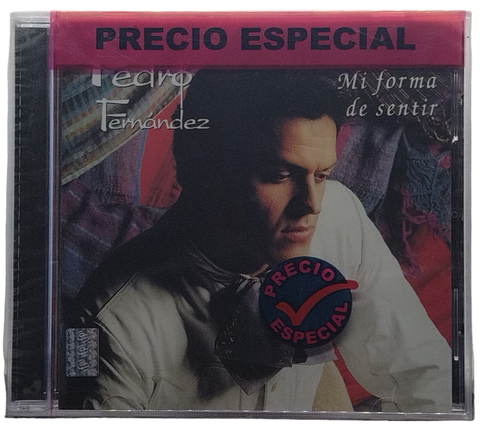 PRECIO ESPECIAL
Pedro
Fernández
Mi forma
de sentir
PRECIO
ESPECIAL